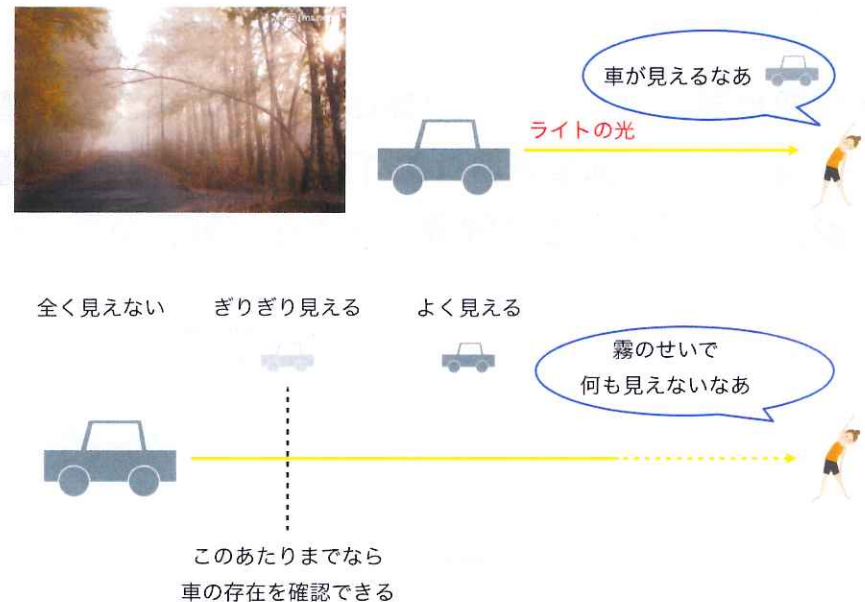 車が見えるなあ
ライトの光
全く見えない
ぎりぎり見える
よく見える
霧のせいで
何も見えないなあ
このあたりまでなら
車の存在を確認できる